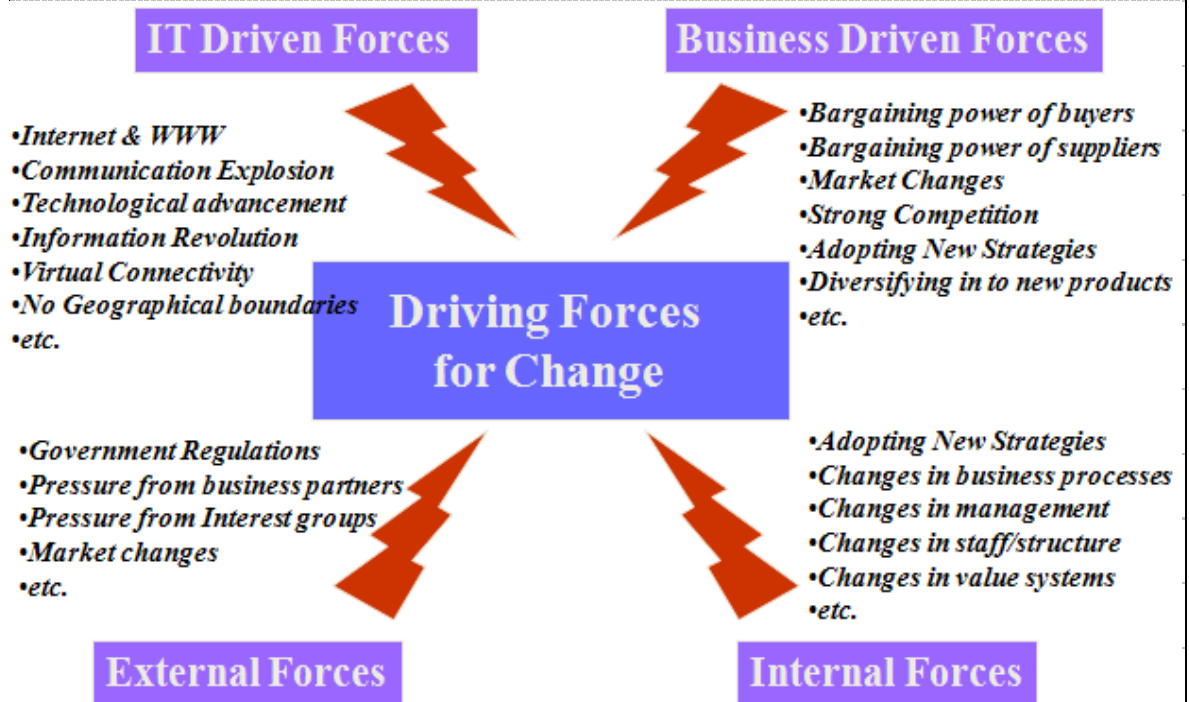 IT Driven Forces
Business Driven Forces
•Internet & WWW
•Communication Explosion
•Technological advancement
•Information Revolution
•Virtual Connectivity
•No Geographical boundaries
•etc.
•Bargaining power of buyers
•Bargaining power of suppliers
•Market Changes
•Strong Competition
•Adopting New Strategies
•Diversifying in to new products
•etc.
Driving Forces
for Change
•Government Regulations
•Pressure from business partners
•Pressure from Interest groups
•Market changes
•etc.
•Adopting New Strategies
•Changes in business processes
•Changes in management
•Changes in staff/structure
•Changes in value systems
•etc.
External Forces
Internal Forces